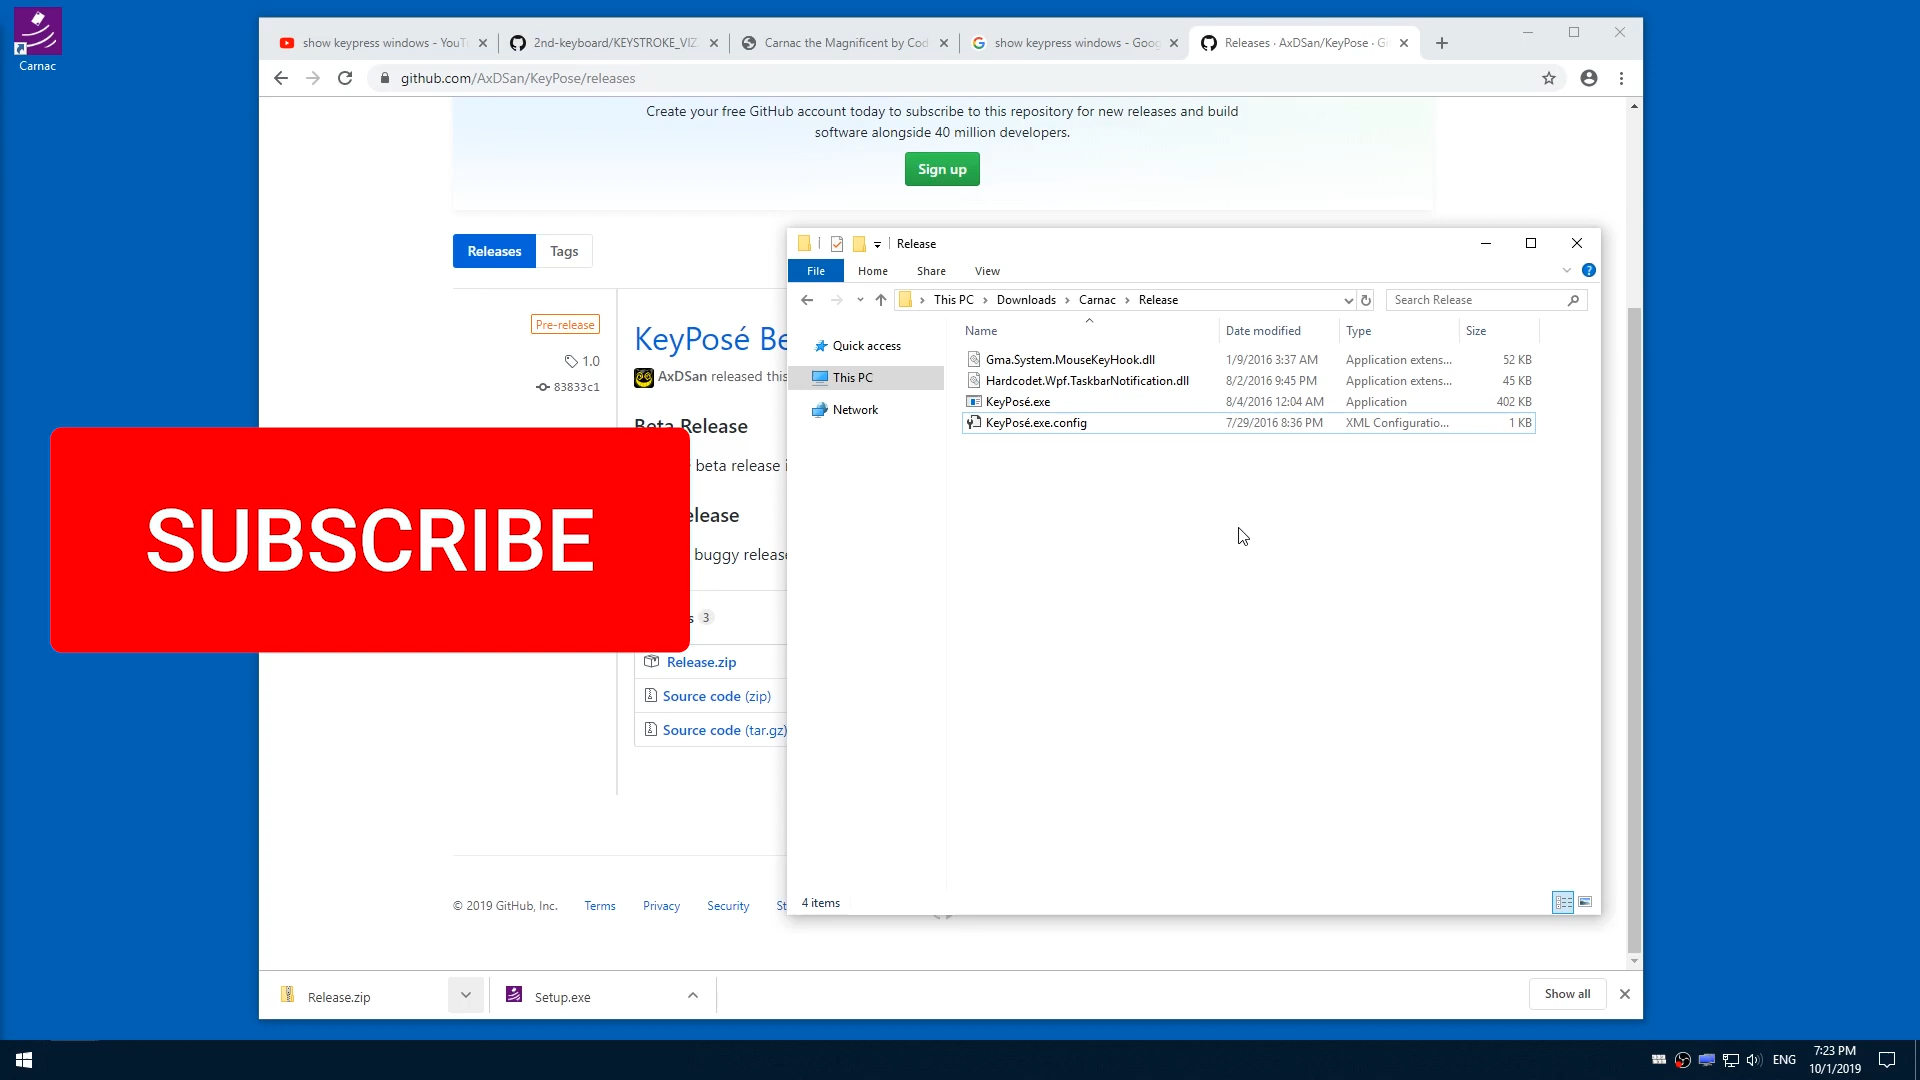 Carnac
show keypress windows - YouT
2nd-keyboard/KEYSTROKE_VIZ
Carnac the Magnificent by Cod
show keypress windows - Goog
Releases · AxDSan/KeyPose · Gi
github.com/AxDSan/KeyPose/releases
Create your free GitHub account today to subscribe to this repository for new releases and build
software alongside 40 million developers.
Sign up
Releases
Tags
Pre-release
1.0
83833c1
KeyPosé Be
AxDSan released this
Beta Release
beta release i
elease
buggy release
s 3
Release.zip
Source code (zip)
Source code (tar.gz)
SUBSCRIBE
Release
File
Home
Share
View
This PC
Downloads
Carnac
Release
Search Release
Quick access
This PC
Network
Name
Date modified
Type
Size
Gma.System.MouseKeyHook.dll 1/9/2016 3:37 AM Application extens... 52 KB
Hardcodet.Wpf.TaskbarNotification.dll 8/2/2016 9:45 PM Application extens... 45 KB
KeyPosé.exe 8/4/2016 12:04 AM Application 402 KB
KeyPosé.exe.config 7/29/2016 8:36 PM XML Configuratio... 1 KB
4 items
© 2019 GitHub, Inc.
Terms
Privacy
Security
St
Release.zip
Setup.exe
Show all
ENG
7:23 PM
10/1/2019